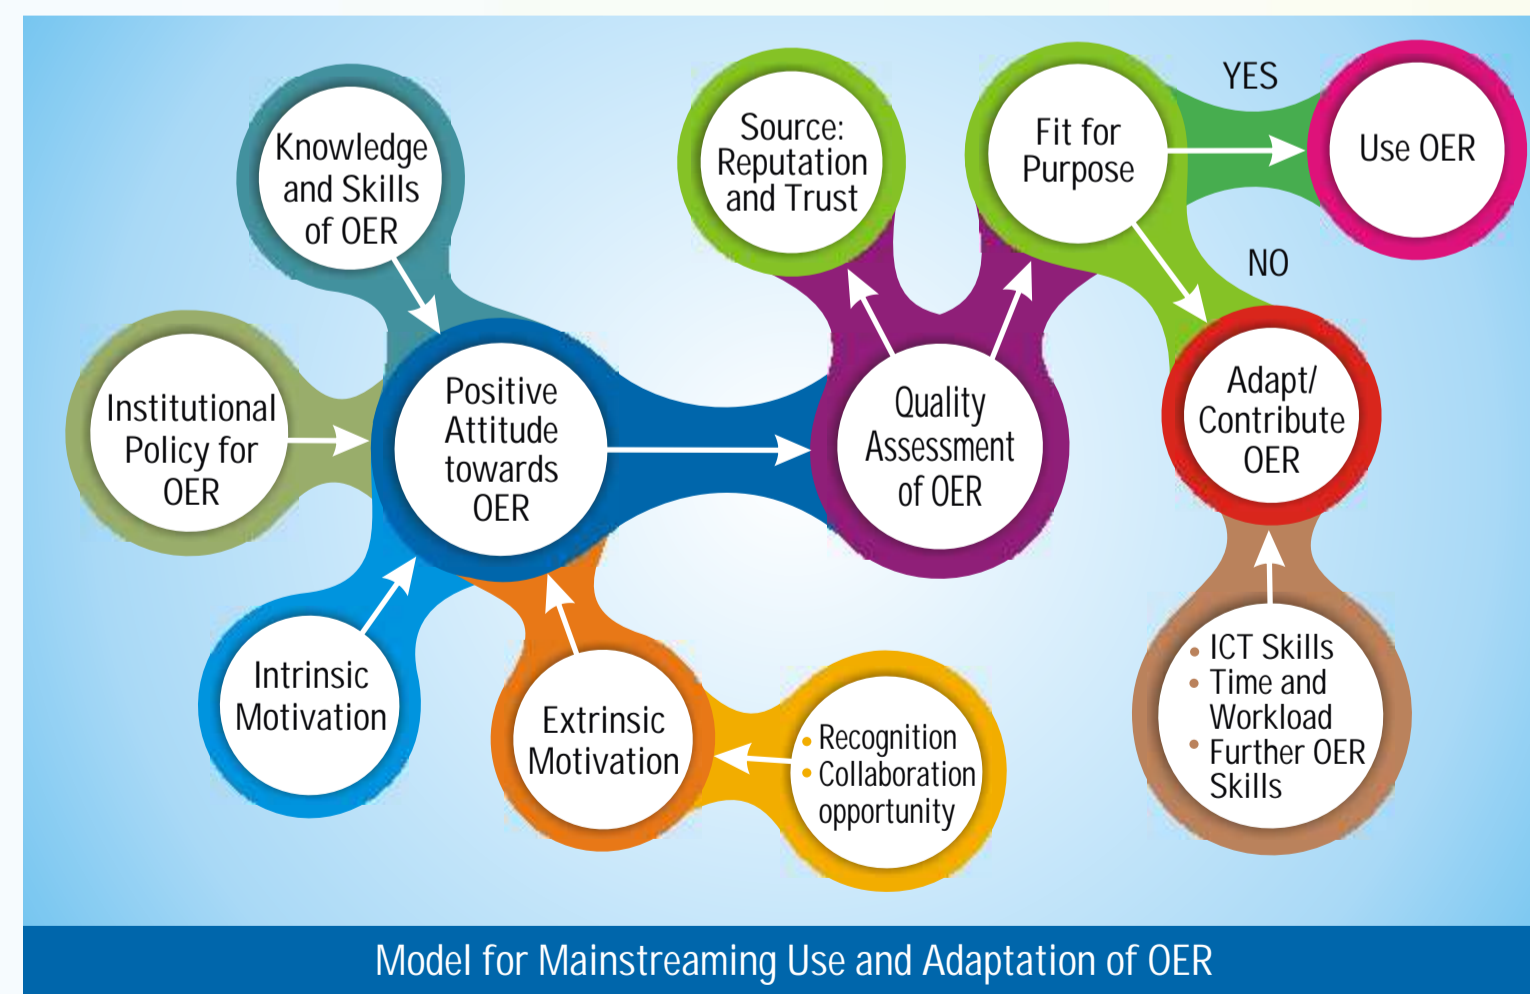 Knowledge
and Skills
of OER
Source:
Reputation
and Trust
Fit for
Purpose
YES
Use OER
NO
Institutional
Policy for
OER
Positive
Attitude
towards
OER
Quality
Assessment
of OER
Adapt/
Contribute
OER
Intrinsic
Motivation
Extrinsic
Motivation
• Recognition
• Collaboration
opportunity
• ICT Skills
• Time and
Workload
• Further OER
Skills
Model for Mainstreaming Use and Adaptation of OER